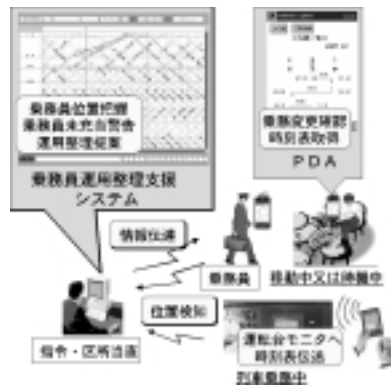 乗務員位置把握
乗務員未充当警告
運用整理提案
乗務員運用整理支援
システム
乗務変更確認
時刻表取得
PDA
情報伝達
乗務員
移動中又は待機中
位置検知
指令・区所当直
運転台モニタへ
時刻表伝送
列車乗務中